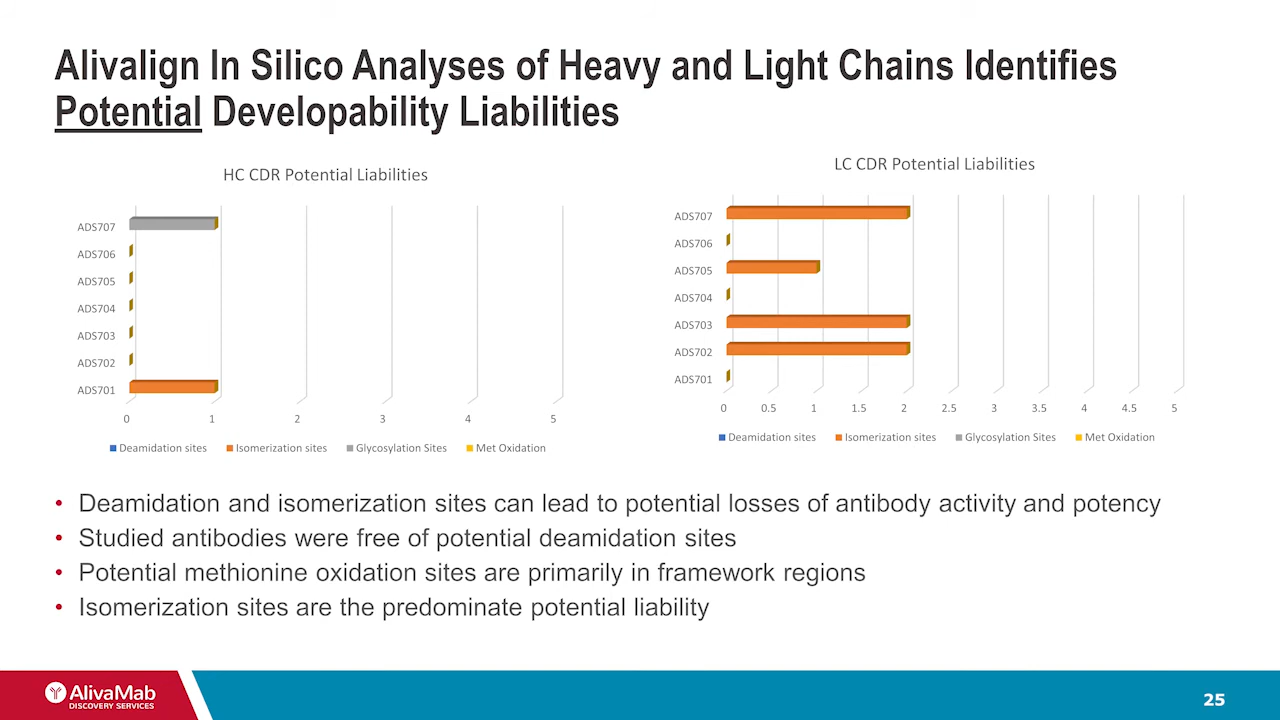 Alivalign In Silico Analyses of Heavy and Light Chains Identifies
Potential Developability Liabilities
HC CDR Potential Liabilities
ADS707
ADS706
ADS705
ADS704
ADS703
ADS702
ADS701
0 1 2 3 4 5
Deamidation sites Isomerization sites Glycosylation Sites Met Oxidation
LC CDR Potential Liabilities
ADS707
ADS706
ADS705
ADS704
ADS703
ADS702
ADS701
0 0.5 1 1.5 2 2.5 3 3.5 4 4.5 5
Deamidation sites Isomerization sites Glycosylation Sites Met Oxidation
• Deamidation and isomerization sites can lead to potential losses of antibody activity and potency
• Studied antibodies were free of potential deamidation sites
• Potential methionine oxidation sites are primarily in framework regions
• Isomerization sites are the predominate potential liability
AlivaMab
DISCOVERY SERVICES
25